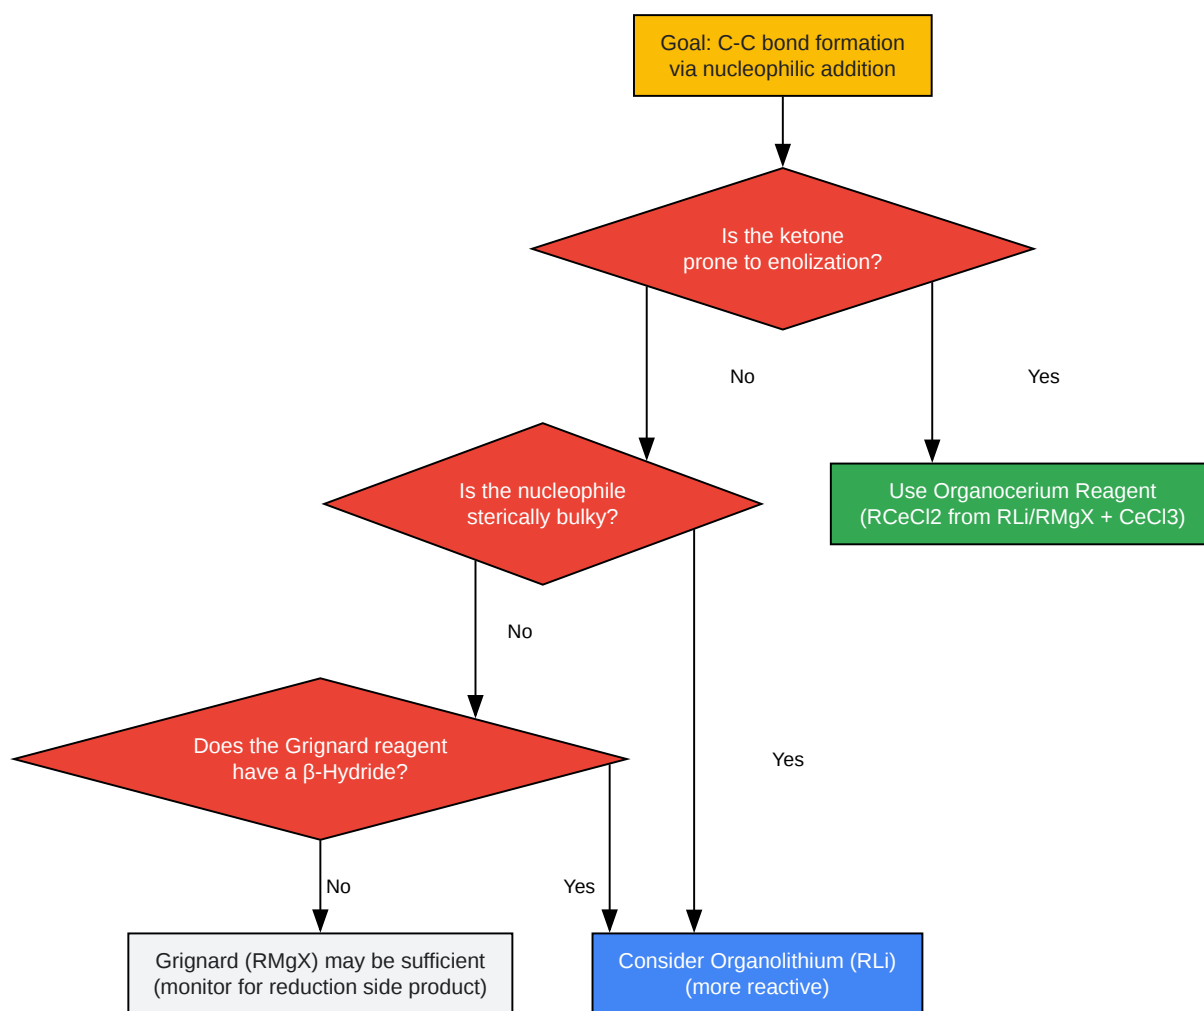 Goal: C-C bond formation
via nucleophilic addition
Is the ketone
prone to enolization?
No
Yes
Is the nucleophile
sterically bulky?
Use Organocerium Reagent
(RCeCl2 from RLi/RMgX + CeCl3)
No
Does the Grignard reagent
have a β-Hydride?
Yes
No
Yes
Grignard (RMgX) may be sufficient
(monitor for reduction side product)
Consider Organolithium (RLi)
(more reactive)